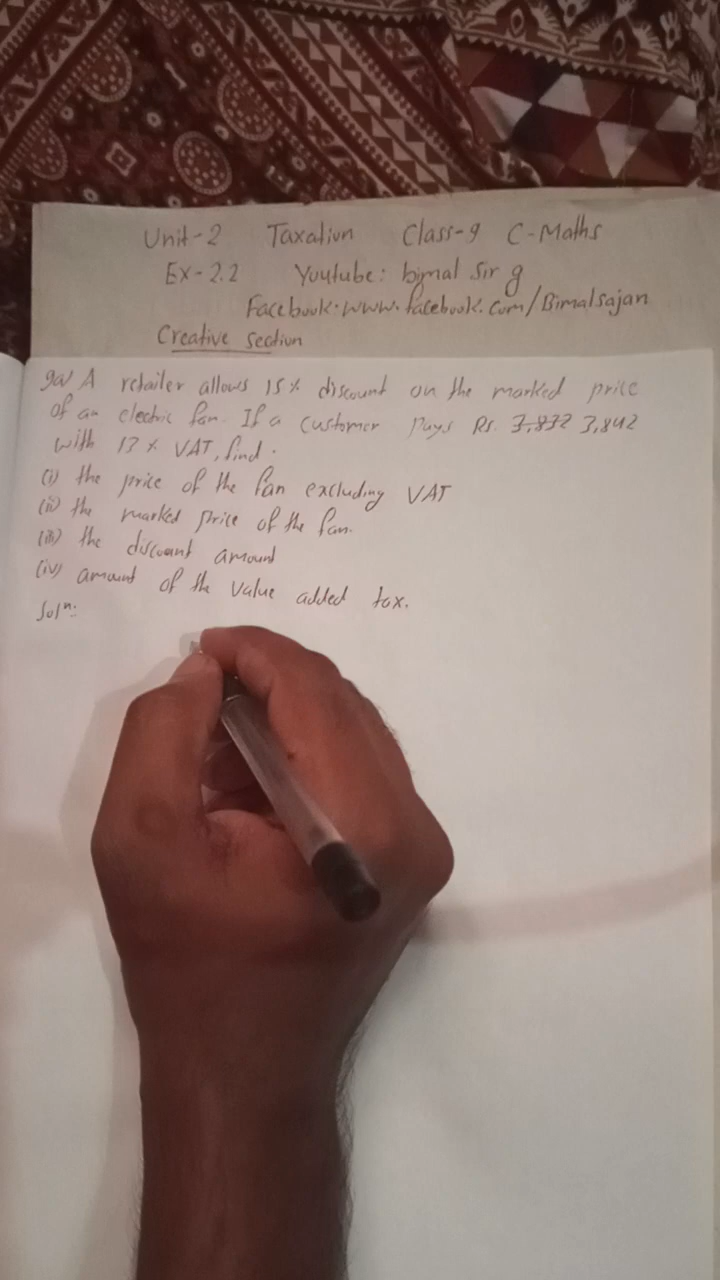 Unit-2 Taxation Class-9 C-Maths
Ex-2.2 Youtube: bimal sir g
Facebook:www.facebook.com/Bimalsajan
Creative section
9a) A retailer allows 15% discount on the marked price
of an electric fan. If a customer pays Rs. 3,832 3,842
with 13% VAT, find.
(i) the price of the fan excluding VAT
(ii) the marked price of the fan.
(iii) the discount amount
(iv) amount of the value added tax.
Solⁿ: